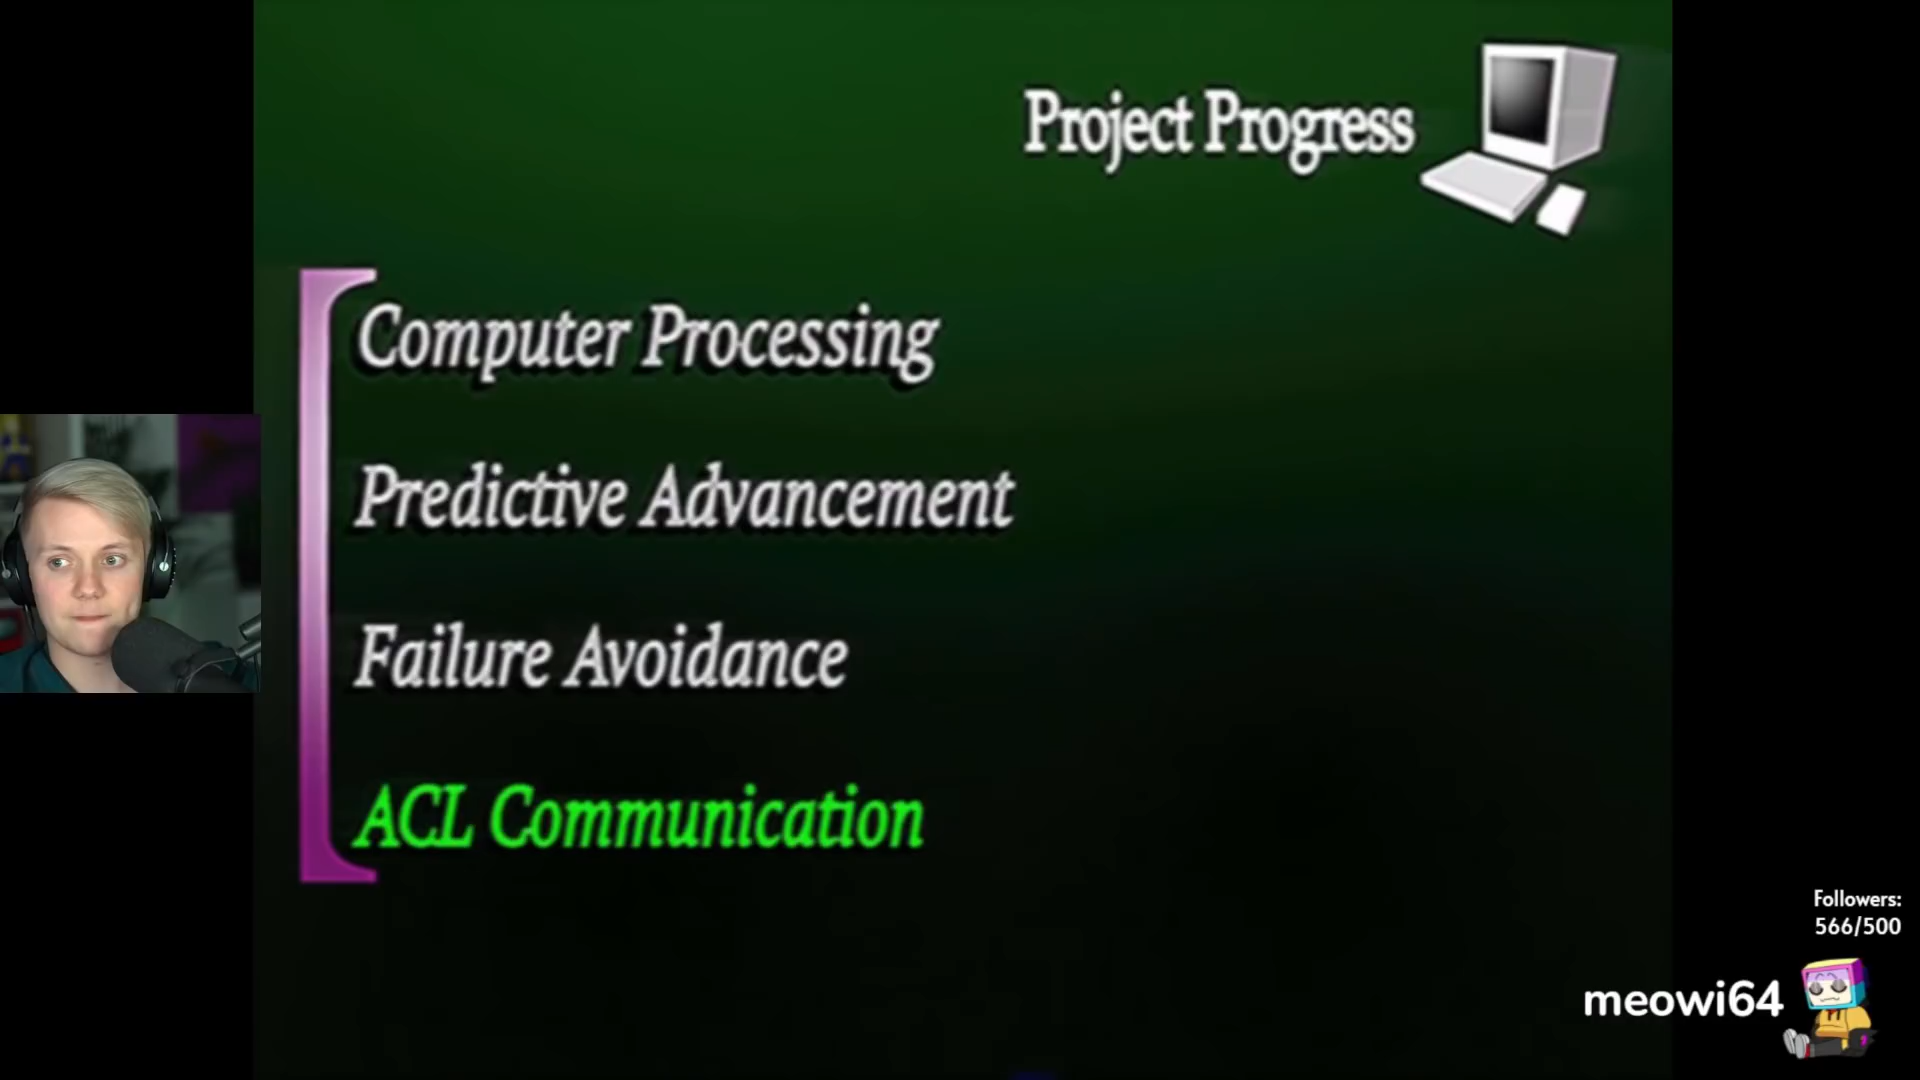 Project Progress
Computer Processing
Predictive Advancement
Failure Avoidance
ACL Communication
Followers:
566/500
meowi64